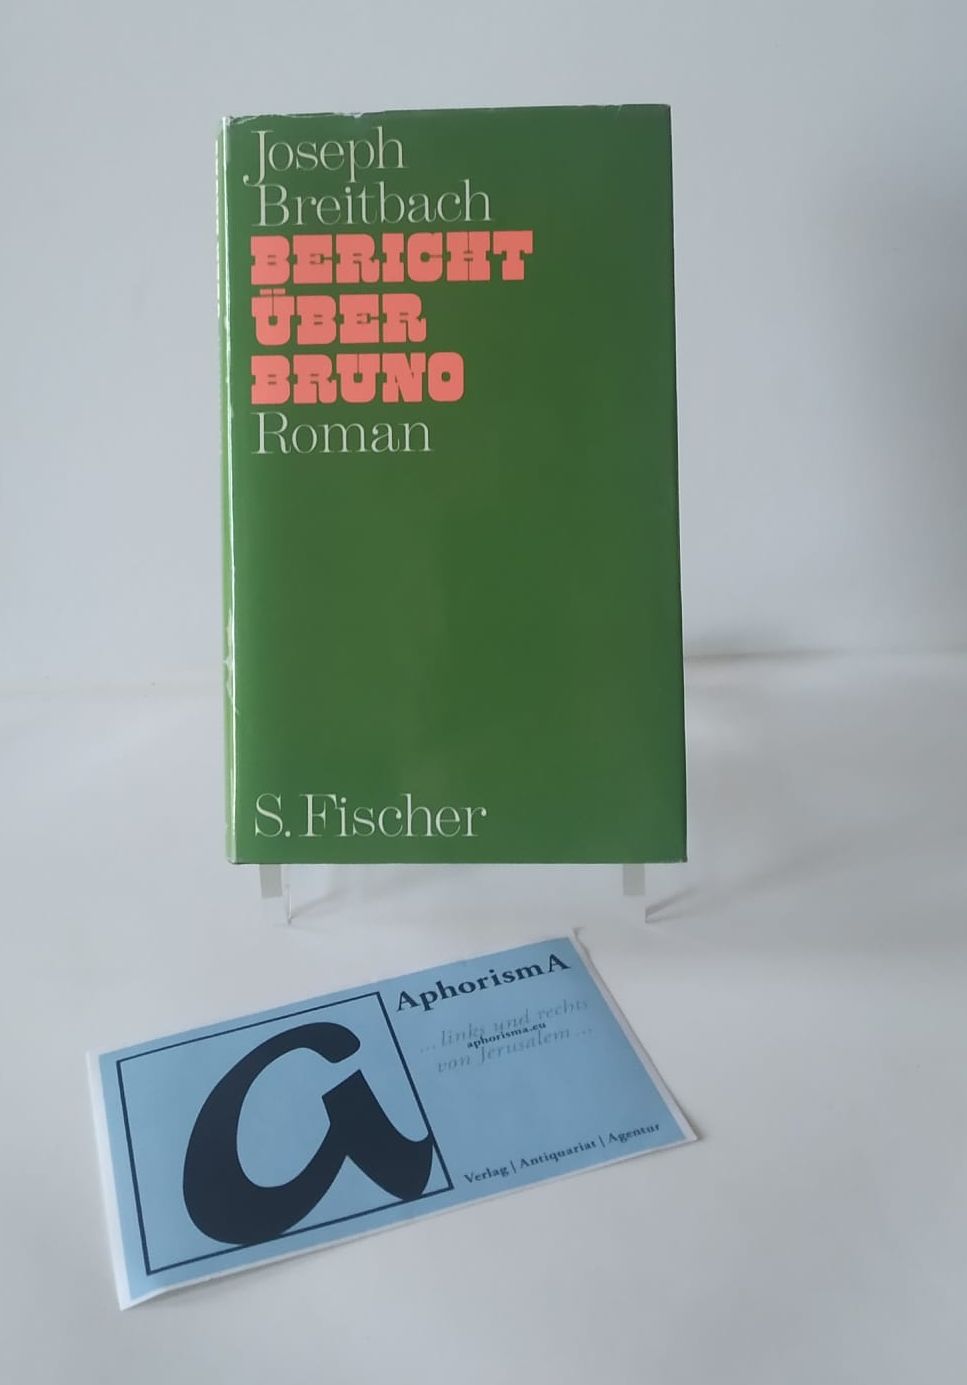 Joseph
Breitbach
BERICHT
ÜBER
BRUNO
Roman
S. Fischer
AphorismA
...links und rechts
aphorisma.eu
von Jerusalem...
Verlag | Antiquariat | Agentur
a